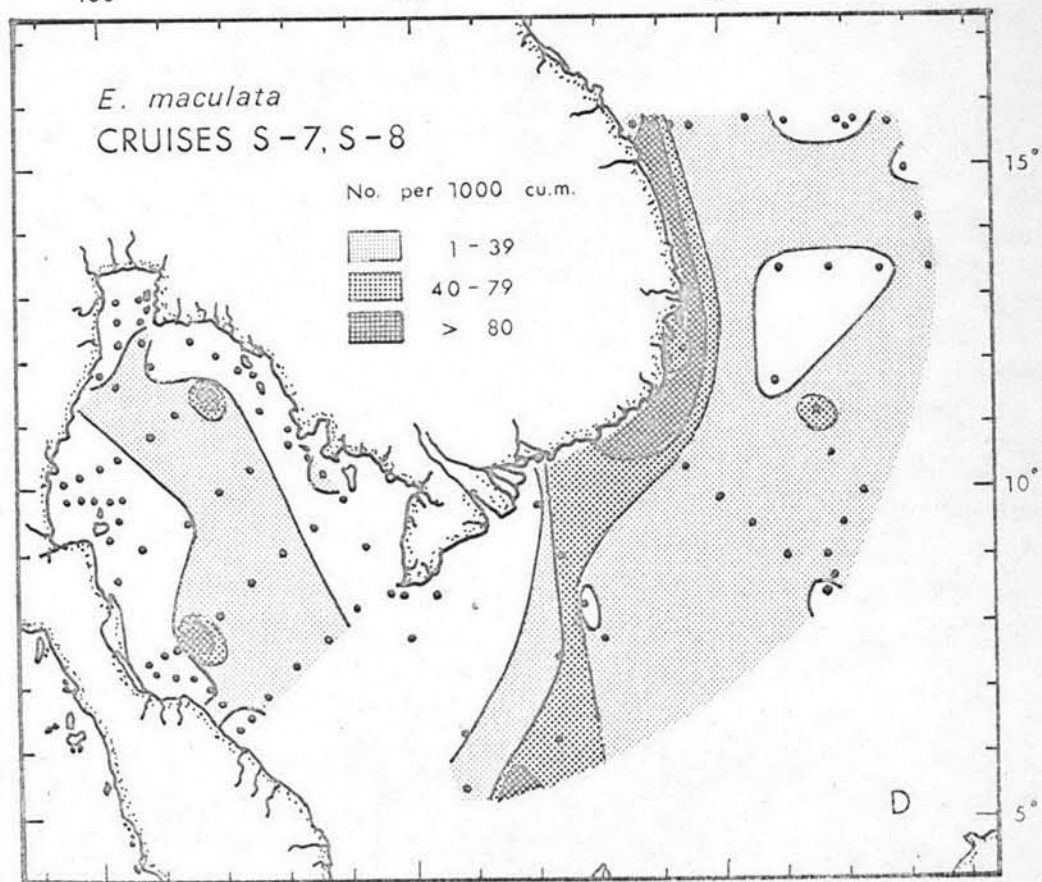 E. maculata
CRUISES S-7, S-8
No. per 1000 cu.m.
1-39
40-79
> 80
15°
10°
5°
D